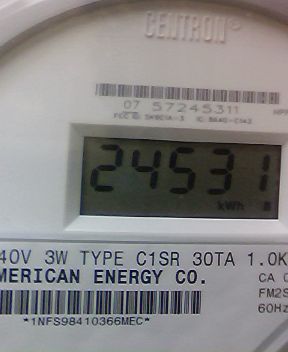 CENTRON®
07 57245311
24531
kWh
40V 3W TYPE C1SR 30TA 1.0K
MERICAN ENERGY CO.
CA
FM2S
60Hz
*1NFS98410366MEC*